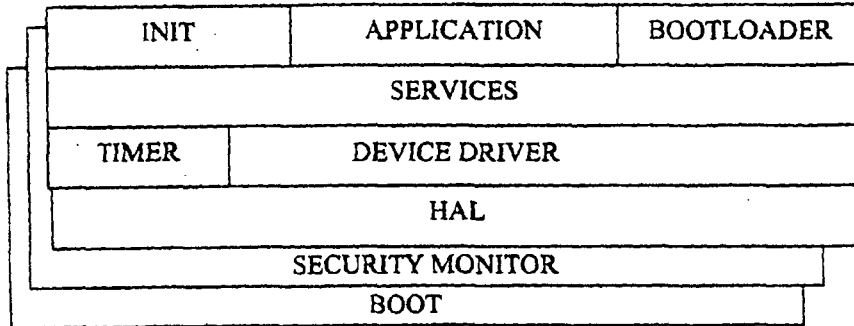 INIT APPLICATION BOOTLOADER
SERVICES
TIMER DEVICE DRIVER
HAL
SECURITY MONITOR
BOOT